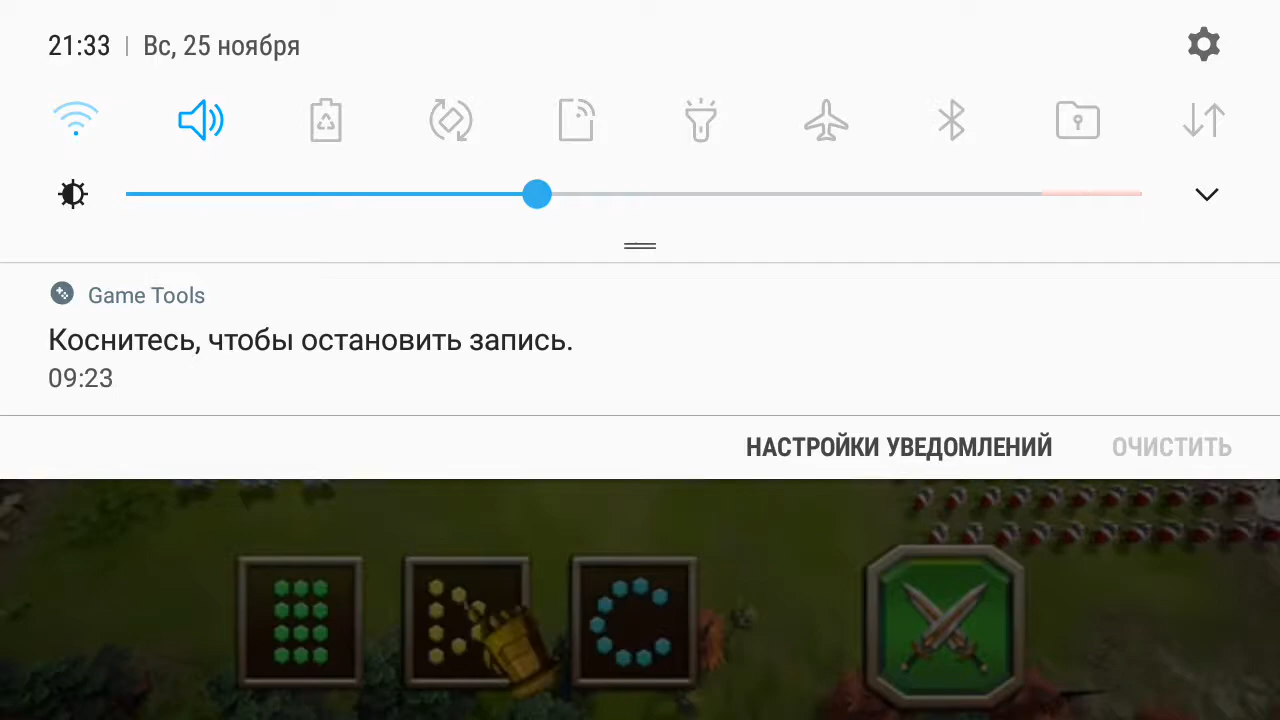 21:33 | Вс, 25 ноября
Game Tools
Коснитесь, чтобы остановить запись.
09:23
НАСТРОЙКИ УВЕДОМЛЕНИЙ ОЧИСТИТЬ